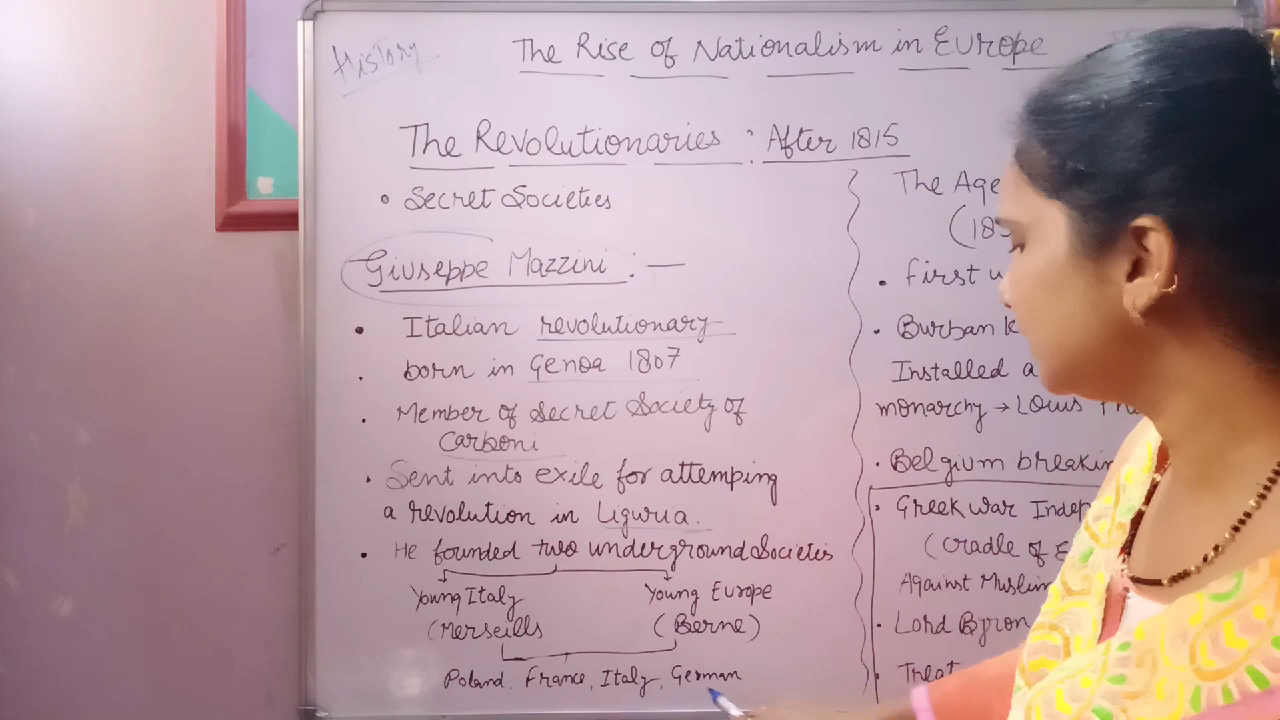 History
The Rise of Nationalism in Europe
The Revolutionaries : After 1815
• Secret Societies
Giuseppe Mazzini : —
• Italian revolutionary
• born in Genoa 1807
• Member of Secret Society of
Carboni
• Sent into exile for attemping
a revolution in Liguria.
• He founded two underground Societies
Young Italy Young Europe
(Merseills (Berne)
Poland, France, Italy, German
The Age
(18
• First
• Burban
Installed a
monarchy → Louis
• Belgium breakin
• Greek War Indep
(Cradle of
Against Muslim
• Lord Byron
• Treat